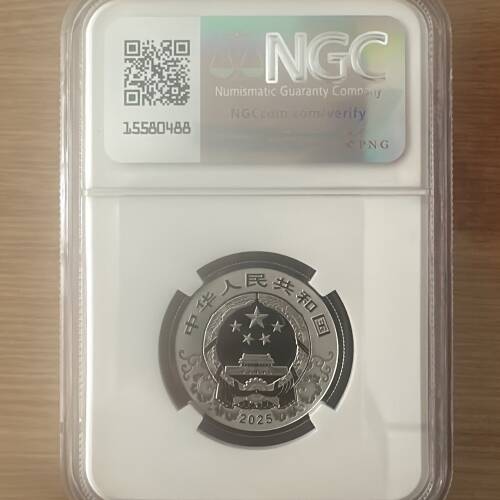 NGC
Numismatic Guaranty Company
NGCcoin.com/verify
15580488
PNG
中华人民共和国
2025